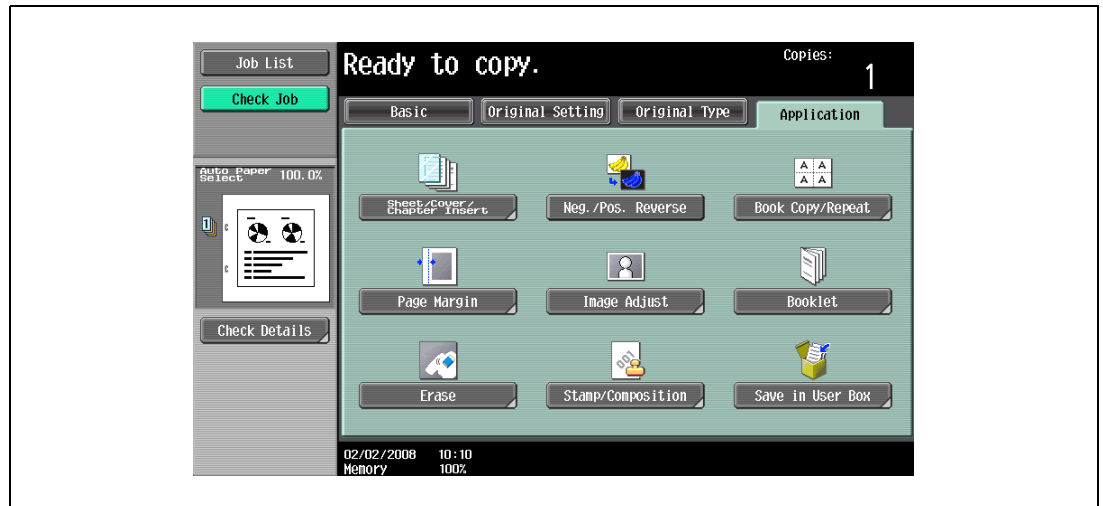 Job List
Check Job
Auto Paper
Select 100.0%
1
C
C
Check Details
Ready to copy.
Copies:
1
Basic
Original Setting
Original Type
Application
Sheet/Cover/
Chapter Insert
Neg./Pos. Reverse
A A
A A
Book Copy/Repeat
Page Margin
Image Adjust
Booklet
Erase
001
Stamp/Composition
Save in User Box
02/02/2008 10:10
Memory 100%